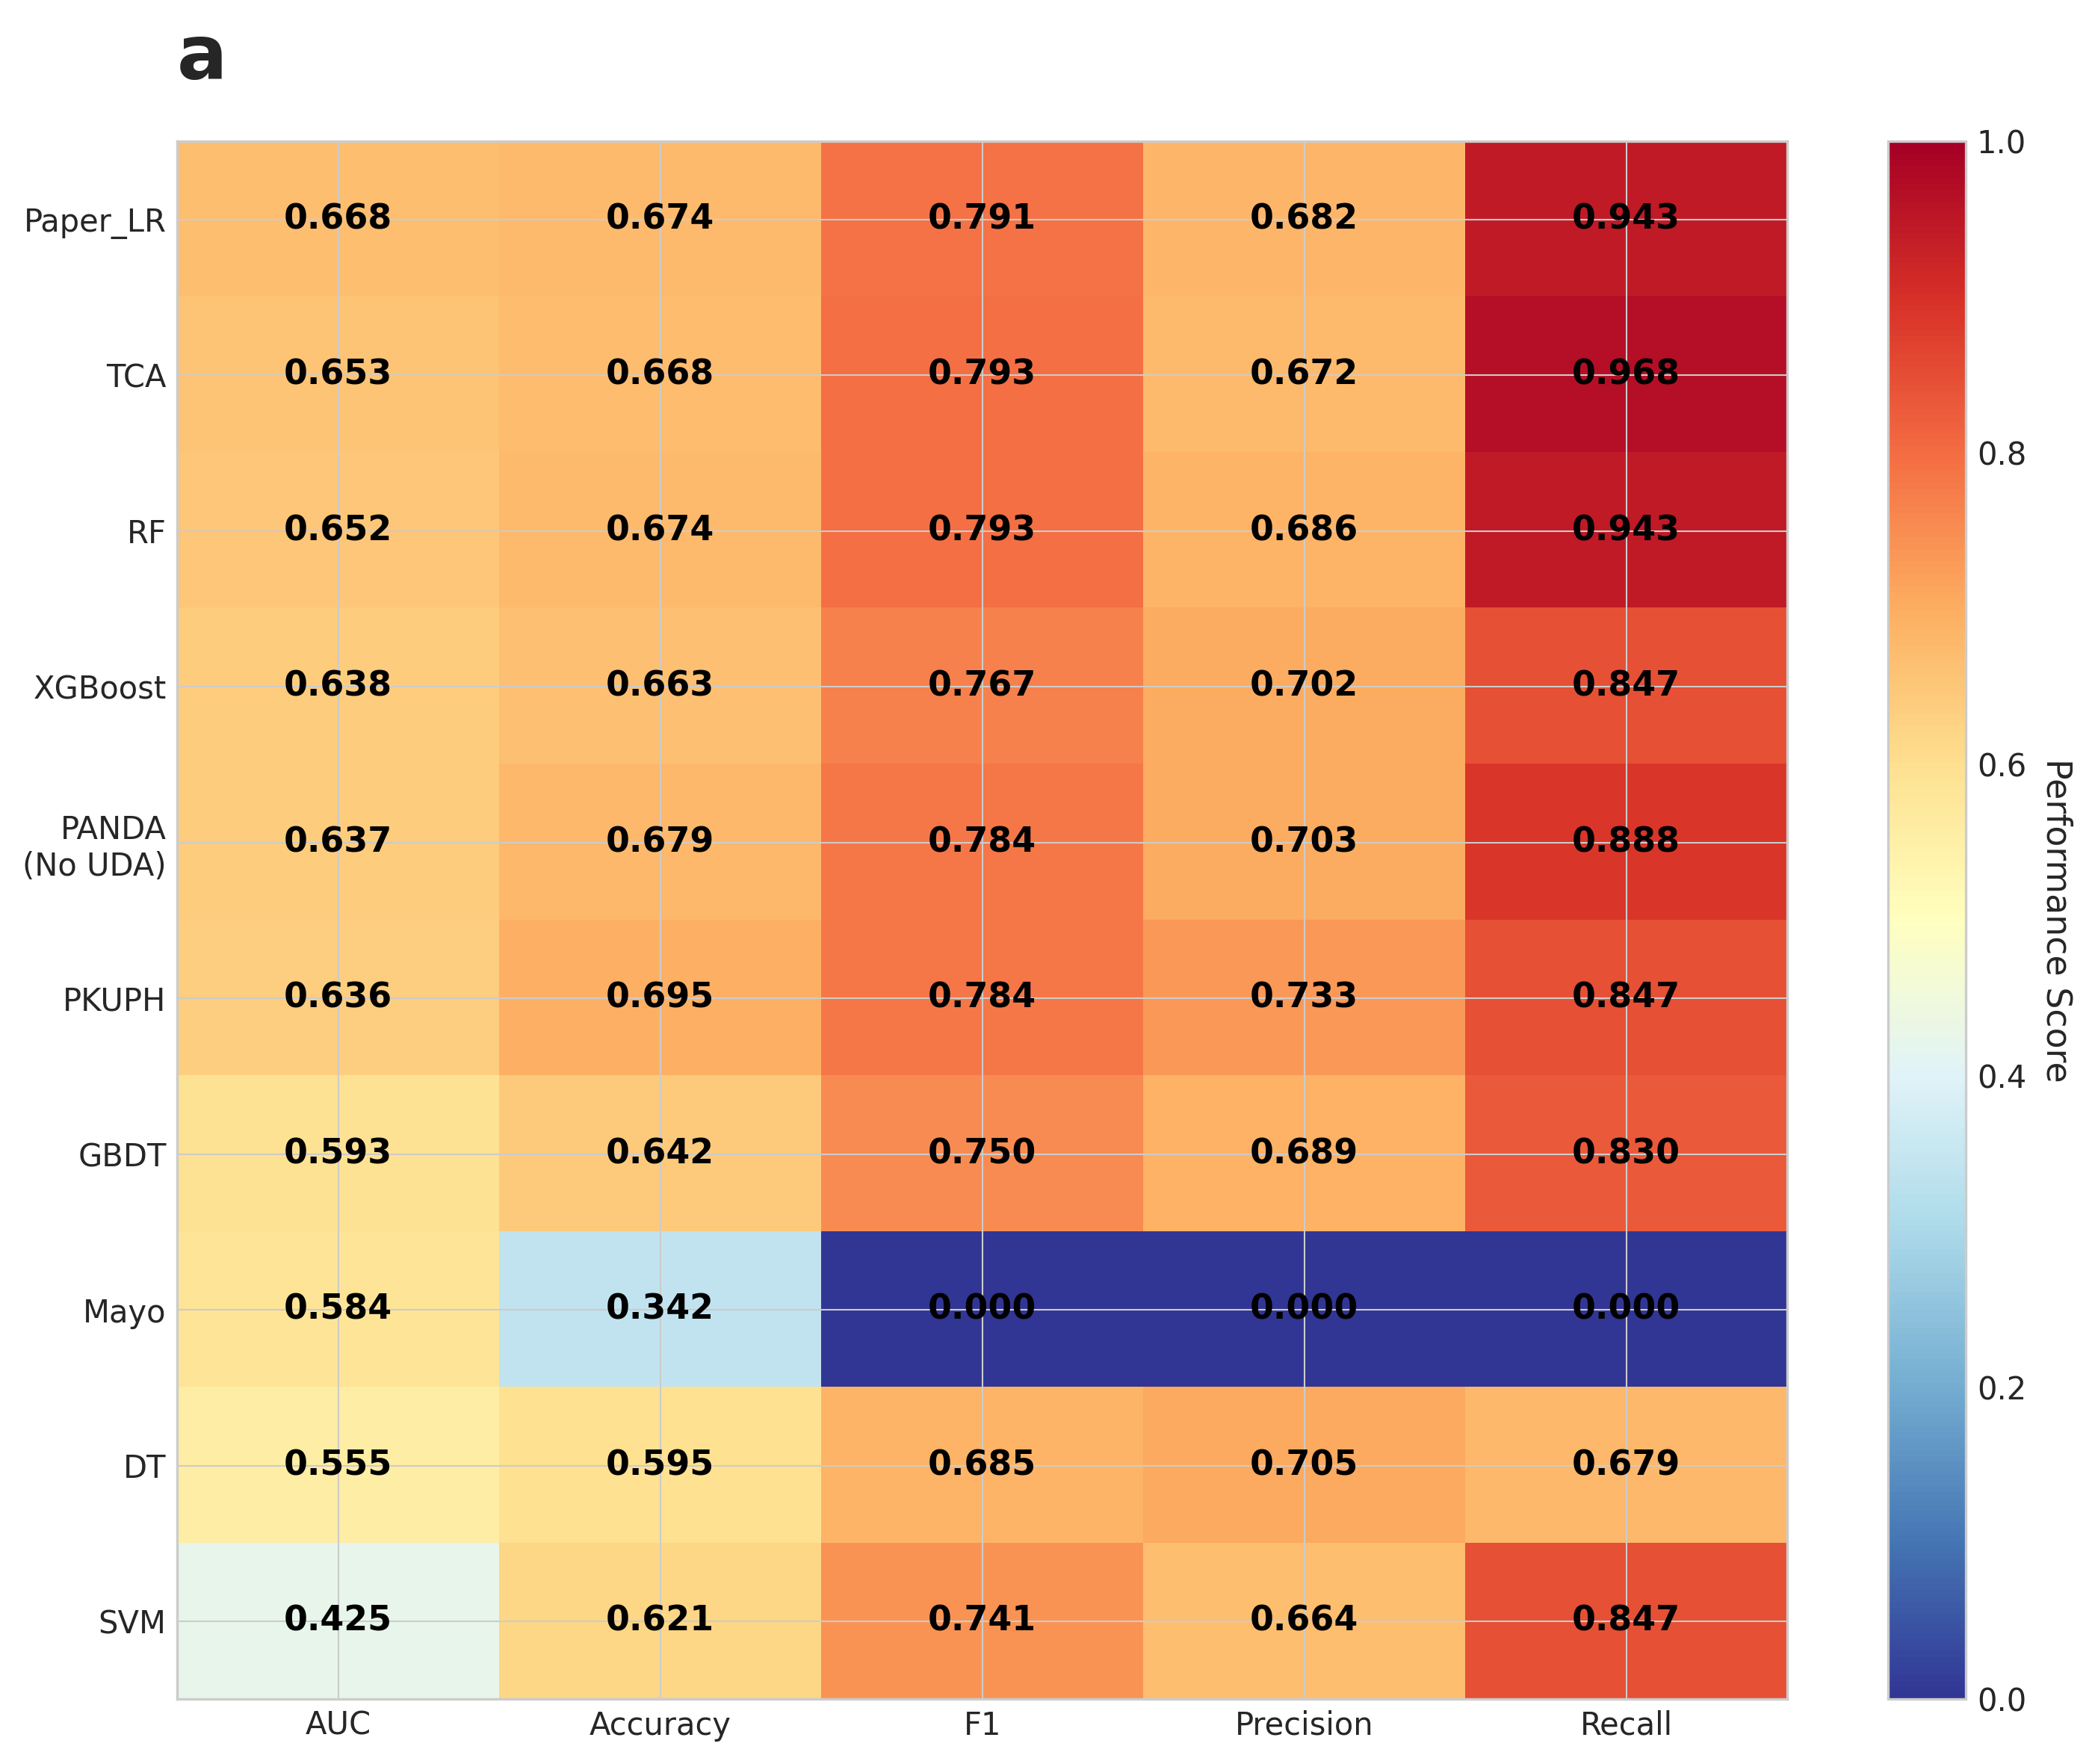 a
Paper_LR 0.668 0.674 0.791 0.682 0.943
TCA 0.653 0.668 0.793 0.672 0.968
RF 0.652 0.674 0.793 0.686 0.943
XGBoost 0.638 0.663 0.767 0.702 0.847
PANDA
(No UDA) 0.637 0.679 0.784 0.703 0.888
PKUPH 0.636 0.695 0.784 0.733 0.847
GBDT 0.593 0.642 0.750 0.689 0.830
Mayo 0.584 0.342 0.000 0.000 0.000
DT 0.555 0.595 0.685 0.705 0.679
SVM 0.425 0.621 0.741 0.664 0.847
AUC Accuracy F1 Precision Recall
1.0
0.8
0.6
0.4
0.2
0.0
Performance Score